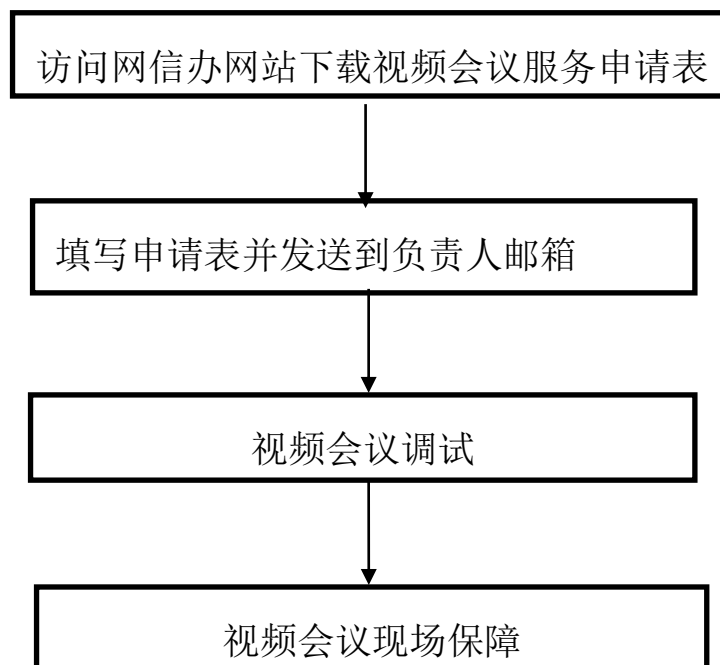 访问网信办网站下载视频会议服务申请表
填写申请表并发送到负责人邮箱
视频会议调试
视频会议现场保障